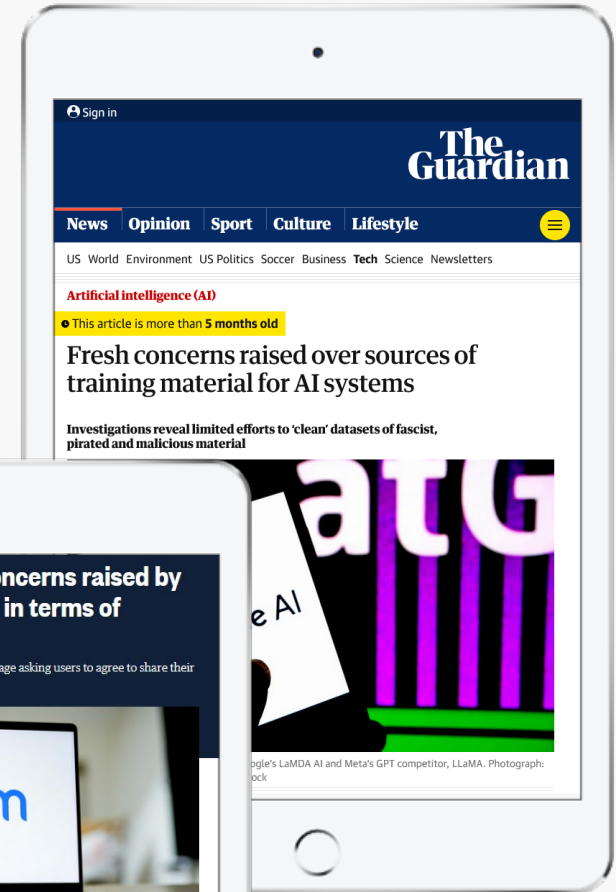 Sign in
The
Guardian
News Opinion Sport Culture Lifestyle
US World Environment US Politics Soccer Business Tech Science Newsletters
Artificial intelligence (AI)
This article is more than 5 months old
Fresh concerns raised over sources of
training material for AI systems
Investigations reveal limited efforts to ‘clean’ datasets of fascist,
pirated and malicious material
atG
e AI
ogle's LaMDA AI and Meta's GPT competitor, LLaMA. Photograph:
ock
oncerns raised by
in terms of
age asking users to agree to share their
m